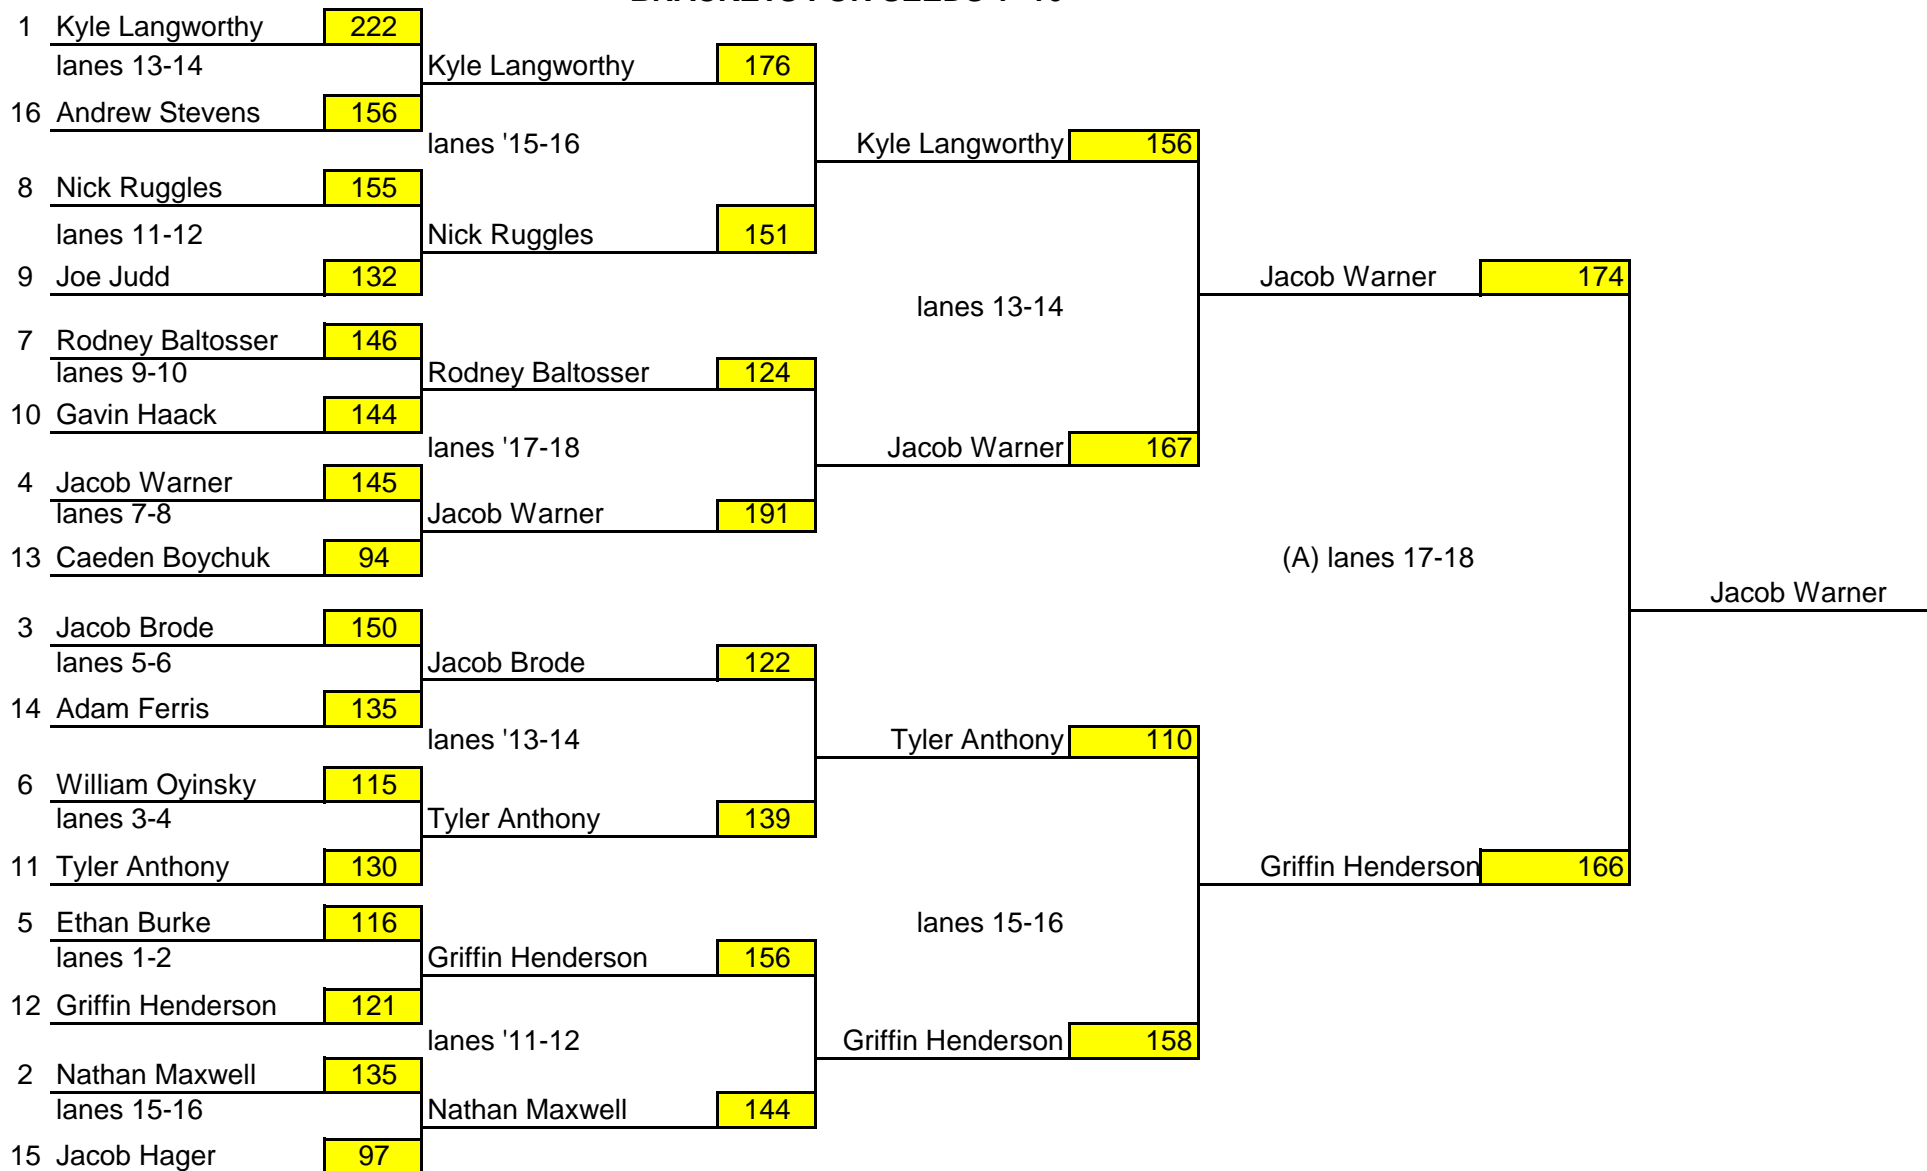 1 Kyle Langworthy 222
lanes 13-14 Kyle Langworthy 176
16 Andrew Stevens 156
lanes '15-16 Kyle Langworthy 156
8 Nick Ruggles 155
lanes 11-12 Nick Ruggles 151
9 Joe Judd 132 Jacob Warner 174
lanes 13-14
7 Rodney Baltosser 146
lanes 9-10 Rodney Baltosser 124
10 Gavin Haack 144
lanes '17-18 Jacob Warner 167
4 Jacob Warner 145
lanes 7-8 Jacob Warner 191
13 Caeden Boychuk 94 (A) lanes 17-18
Jacob Warner
3 Jacob Brode 150
lanes 5-6 Jacob Brode 122
14 Adam Ferris 135
lanes '13-14 Tyler Anthony 110
6 William Oyinsky 115
lanes 3-4 Tyler Anthony 139
11 Tyler Anthony 130 Griffin Henderson 166
5 Ethan Burke 116 lanes 15-16
lanes 1-2 Griffin Henderson 156
12 Griffin Henderson 121
lanes '11-12 Griffin Henderson 158
2 Nathan Maxwell 135
lanes 15-16 Nathan Maxwell 144
15 Jacob Hager 97